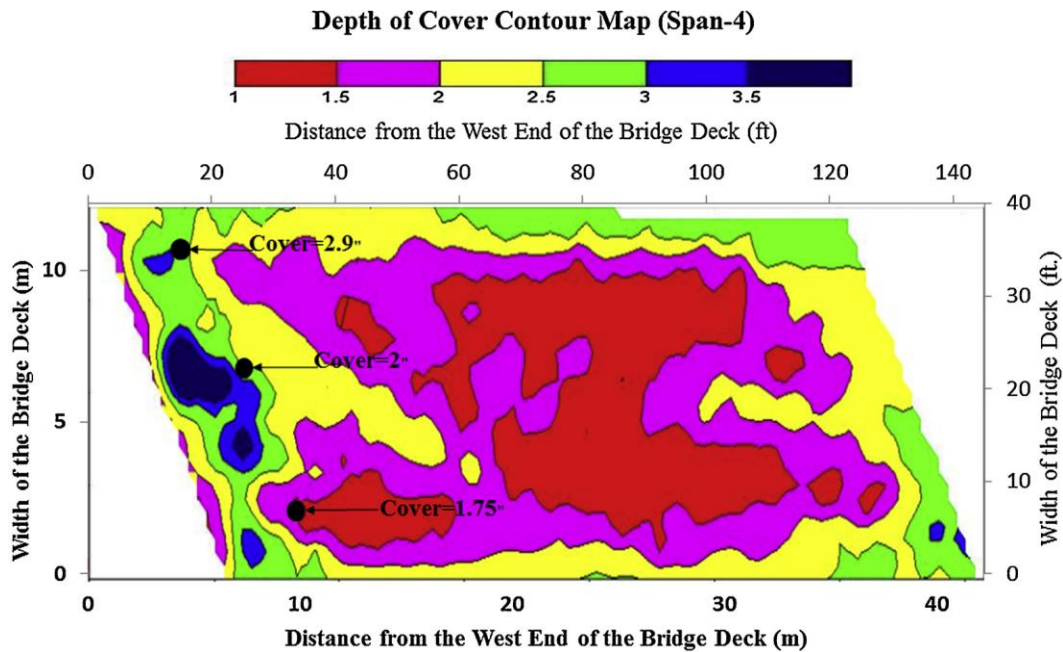 Depth of Cover Contour Map (Span-4)
1 1.5 2 2.5 3 3.5
Distance from the West End of the Bridge Deck (ft)
0 20 40 60 80 100 120 140
Width of the Bridge Deck (m)
10
5
0
Cover=2.9"
Cover=2"
Cover=1.75"
40
30
20
10
0
Width of the Bridge Deck (ft.)
0 10 20 30 40
Distance from the West End of the Bridge Deck (m)